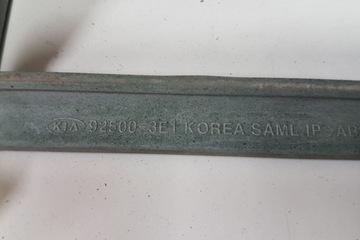 KIA 92500-3E1 KOREA SAML IP